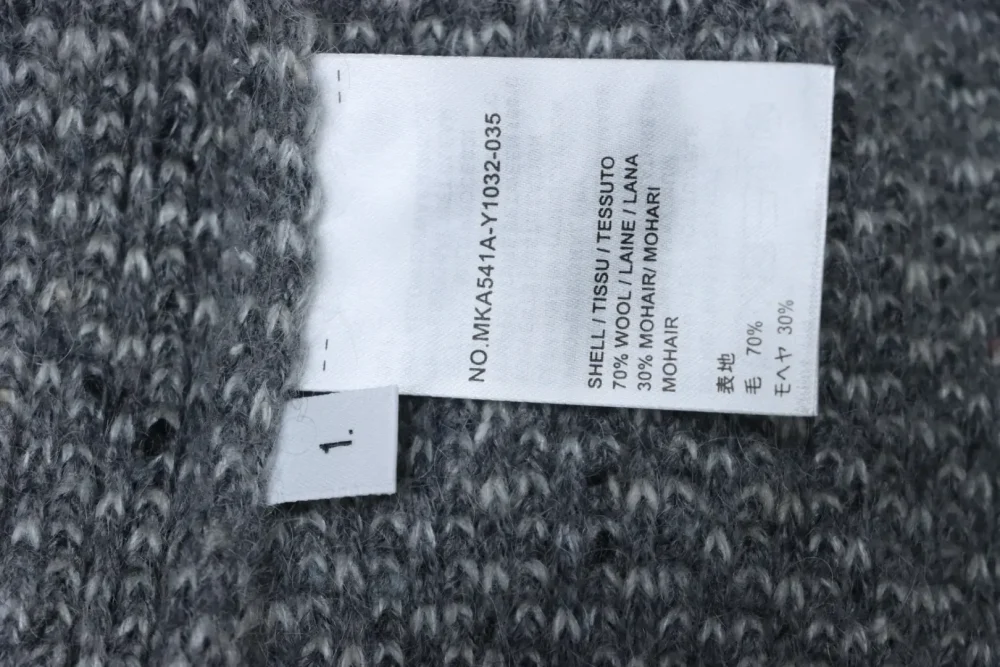 NO.MKA541A-Y1032-035
SHELL / TISSU / TESSUTO
70% WOOL / LAINE / LANA
30% MOHAIR/ MOHARI
MOHAIR
表地
毛 70%
モヘヤ 30%
1.